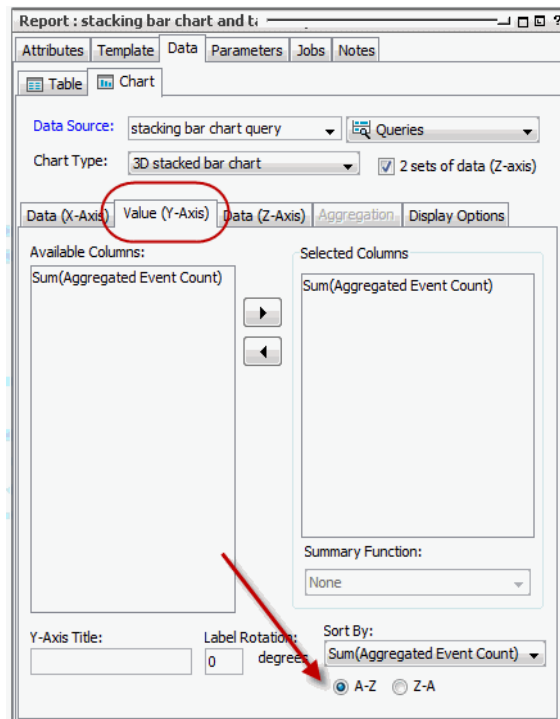 Report : stacking bar chart and ta
Attributes Template Data Parameters Jobs Notes
Table Chart
Data Source: stacking bar chart query Queries
Chart Type: 3D stacked bar chart 2 sets of data (Z-axis)
Data (X-Axis) Value (Y-Axis) Data (Z-Axis) Aggregation Display Options
Available Columns: Selected Columns
Sum(Aggregated Event Count) Sum(Aggregated Event Count)
Summary Function:
None
Y-Axis Title: Label Rotation: Sort By:
0 degrees Sum(Aggregated Event Count)
A-Z Z-A